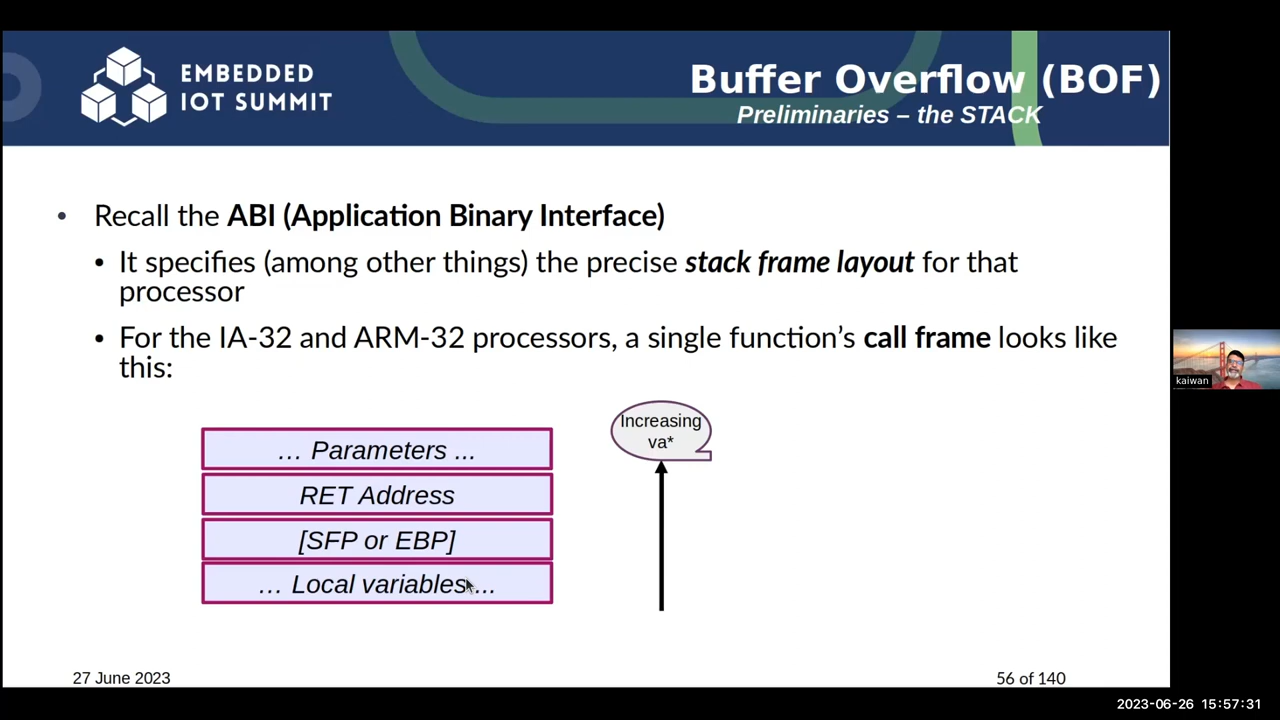 EMBEDDED
IOT SUMMIT
Buffer Overflow (BOF)
Preliminaries – the STACK
• Recall the ABI (Application Binary Interface)
• It specifies (among other things) the precise stack frame layout for that
processor
• For the IA-32 and ARM-32 processors, a single function’s call frame looks like
this:
Increasing
va*
… Parameters ...
RET Address
[SFP or EBP]
… Local variables ...
kaiwan
27 June 2023
56 of 140
2023-06-26 15:57:31